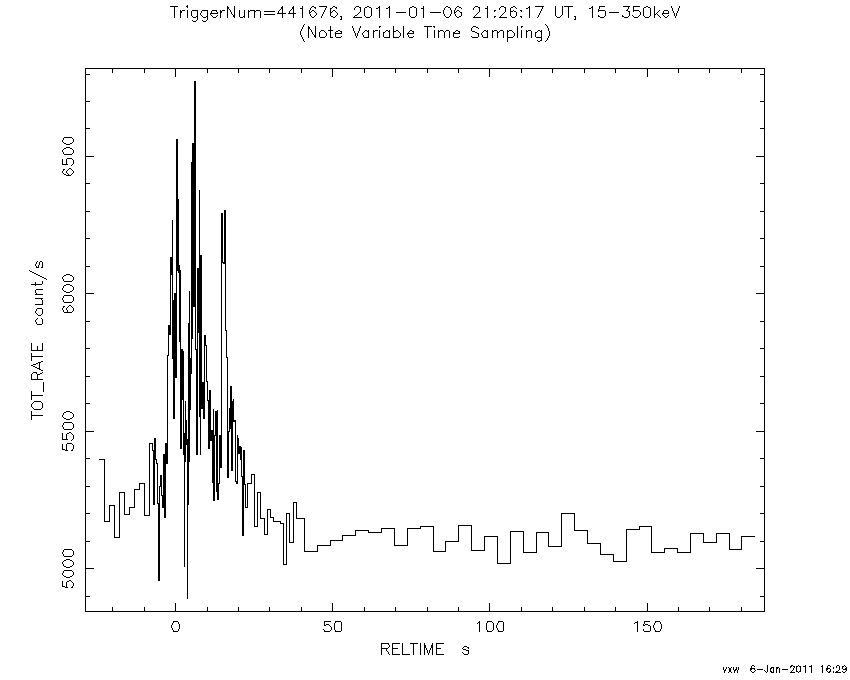 TriggerNum=441676, 2011-01-06 21:26:17 UT, 15-350keV
(Note Variable Time Sampling)
TOT_RATE count/s
6500
6000
5500
5000
0 50 100 150
RELTIME s
vxw 6-Jan-2011 16:29